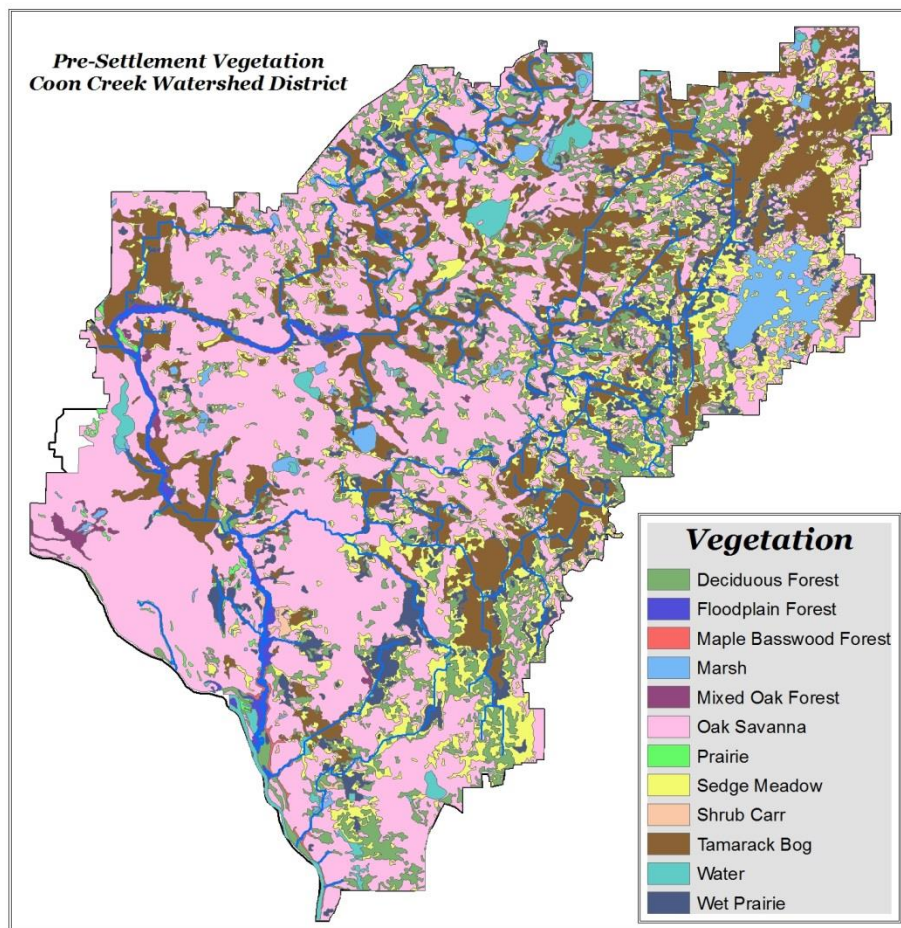 Pre-Settlement Vegetation
Coon Creek Watershed District
Vegetation
Deciduous Forest
Floodplain Forest
Maple Basswood Forest
Marsh
Mixed Oak Forest
Oak Savanna
Prairie
Sedge Meadow
Shrub Carr
Tamarack Bog
Water
Wet Prairie